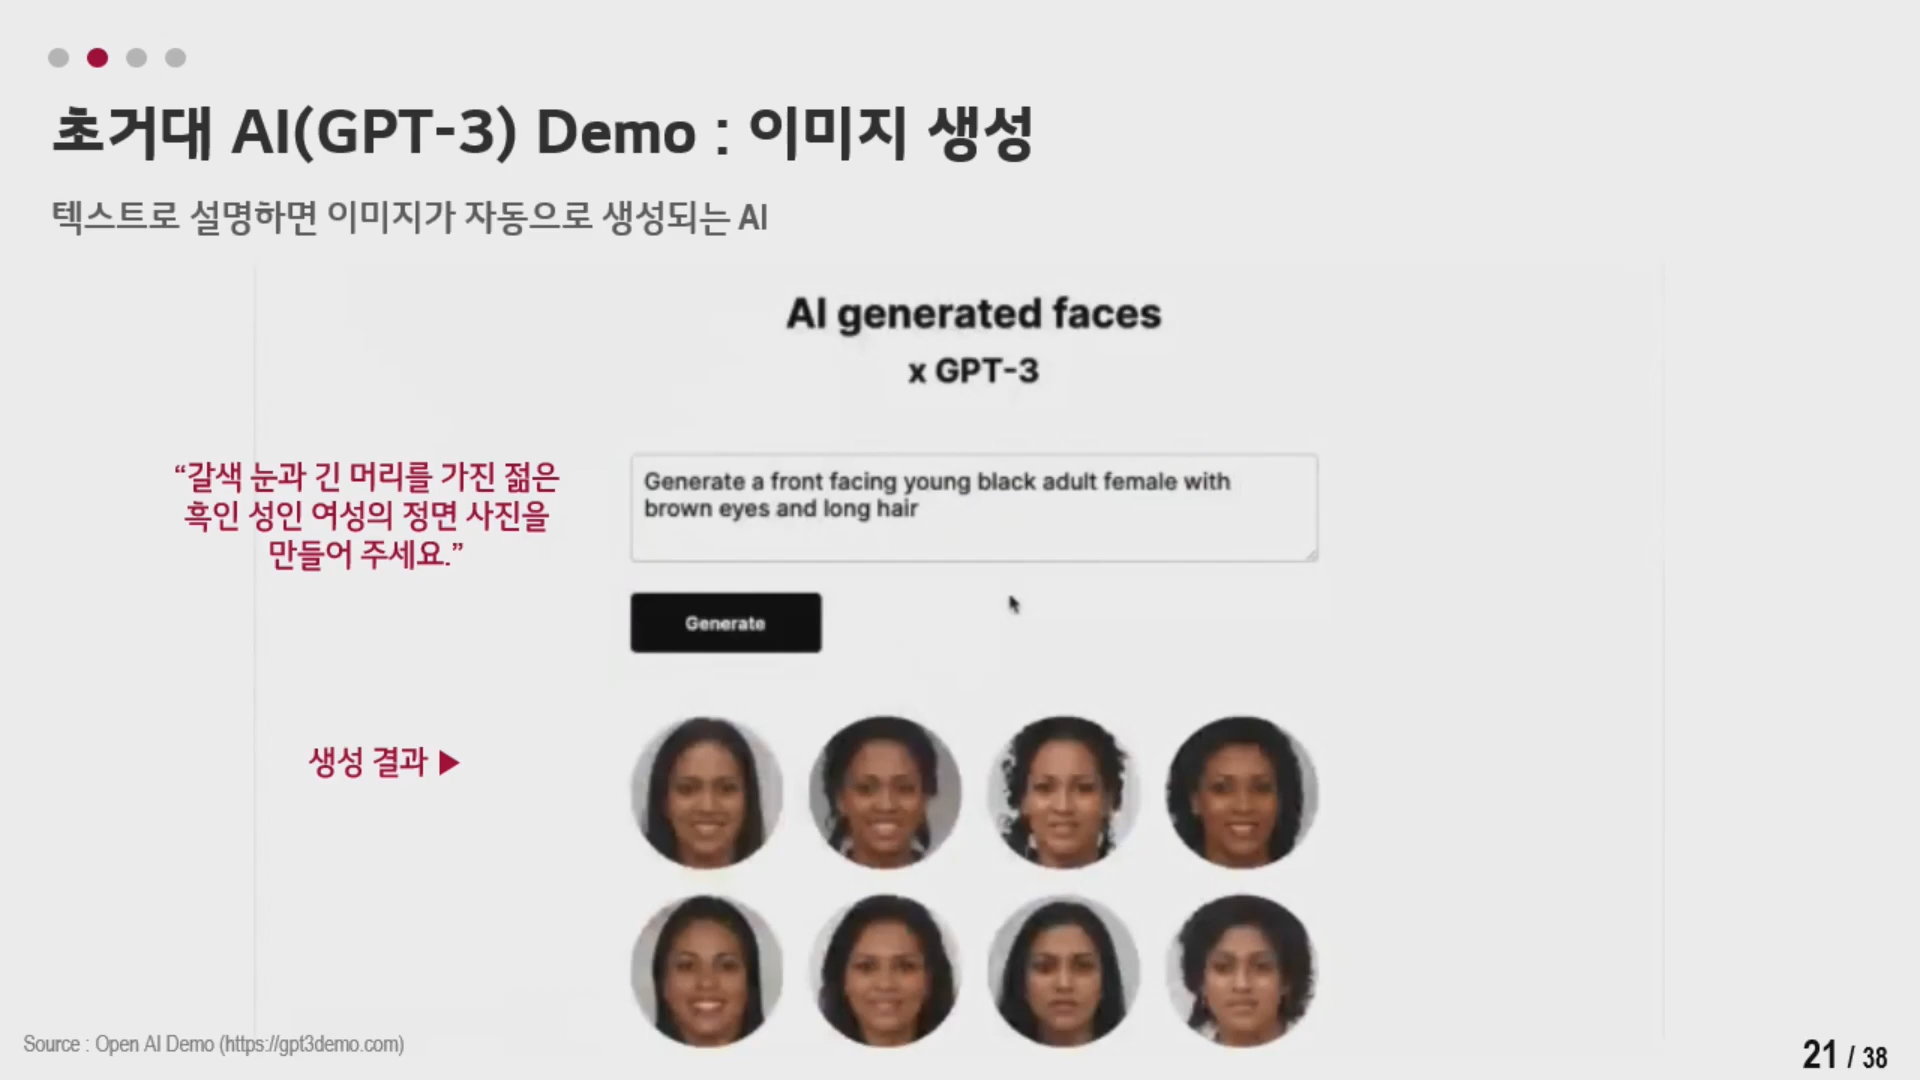 초거대 AI(GPT-3) Demo : 이미지 생성
텍스트로 설명하면 이미지가 자동으로 생성되는 AI
AI generated faces
x GPT-3
“갈색 눈과 긴 머리를 가진 젊은
흑인 성인 여성의 정면 사진을
만들어 주세요.”
Generate a front facing young black adult female with
brown eyes and long hair
Generate
생성 결과 ▶
Source : Open AI Demo (https://gpt3demo.com)
21 / 38